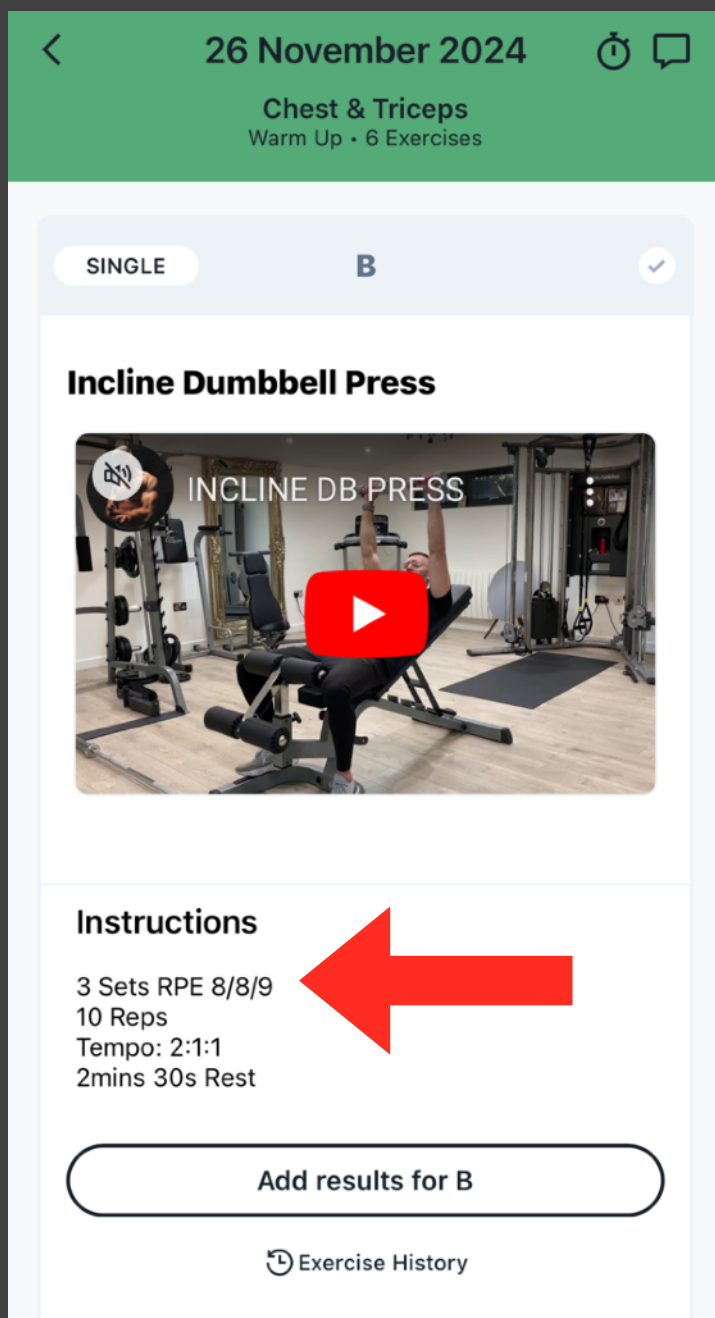 26 November 2024
Chest & Triceps
Warm Up • 6 Exercises
SINGLE
B
Incline Dumbbell Press
INCLINE DB PRESS
Instructions
3 Sets RPE 8/8/9
10 Reps
Tempo: 2:1:1
2mins 30s Rest
Add results for B
Exercise History